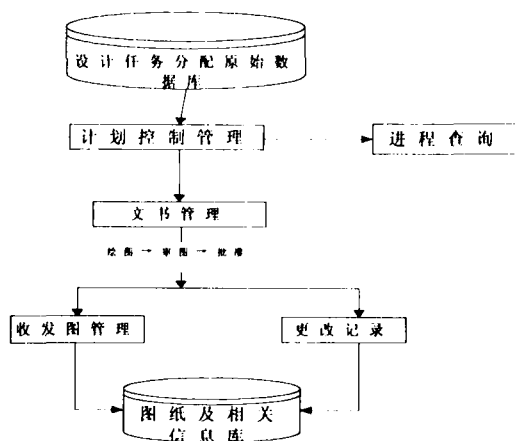 设计任务分配原始数
据库
计划控制管理
进程查询
文书管理
绘图→审图→批准
收发图管理
更改记录
图纸及相关
信息库